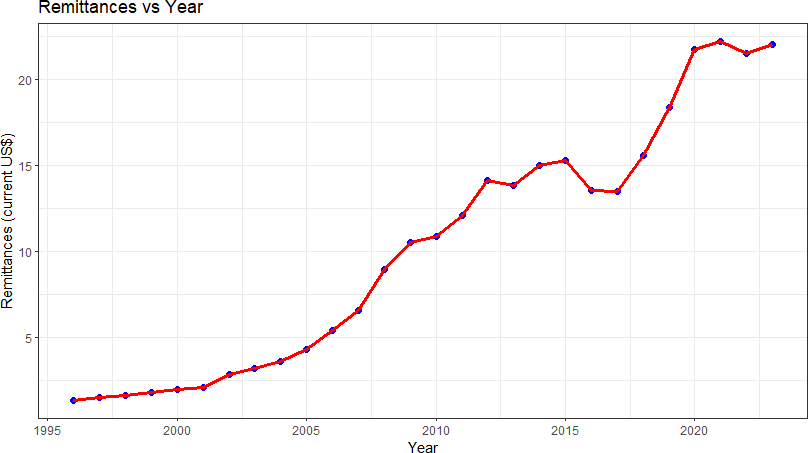 Remittances vs Year
Remittances (current US$)
20
15
10
5
1995 2000 2005 2010 2015 2020
Year